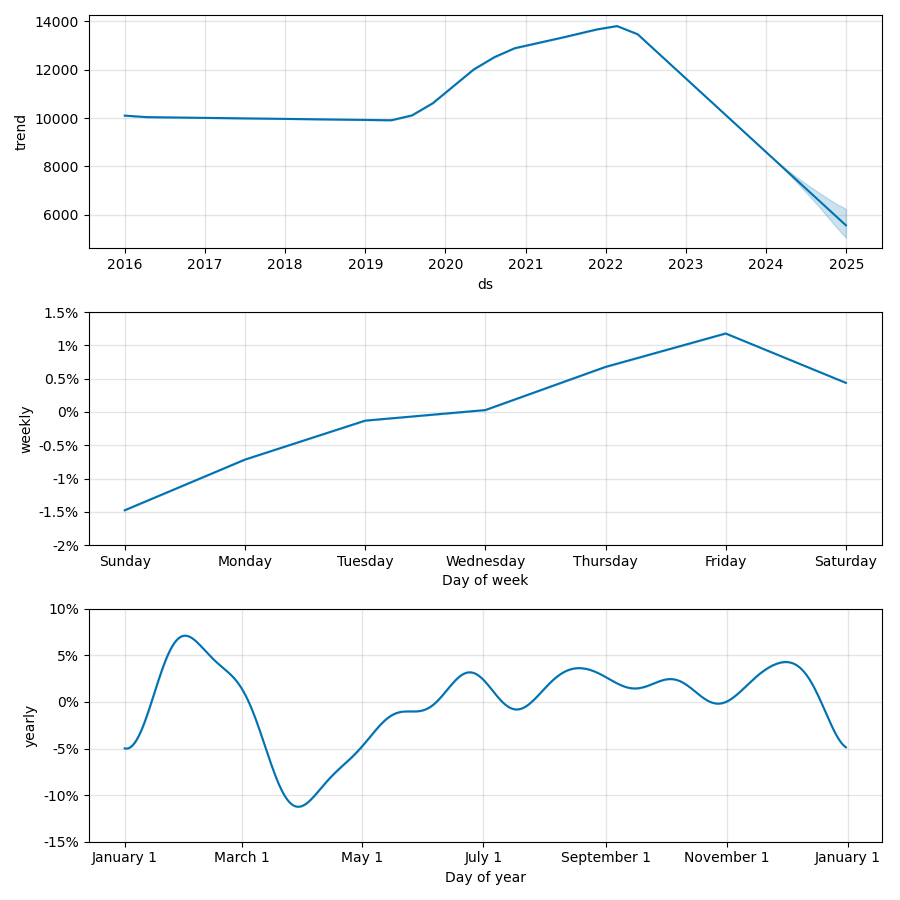 14000
12000
10000
8000
6000
trend
2016 2017 2018 2019 2020 2021 2022 2023 2024 2025
ds
1.5%
1%
0.5%
0%
-0.5%
-1%
-1.5%
-2%
weekly
Sunday Monday Tuesday Wednesday Thursday Friday Saturday
Day of week
10%
5%
0%
-5%
-10%
-15%
yearly
January 1 March 1 May 1 July 1 September 1 November 1 January 1
Day of year